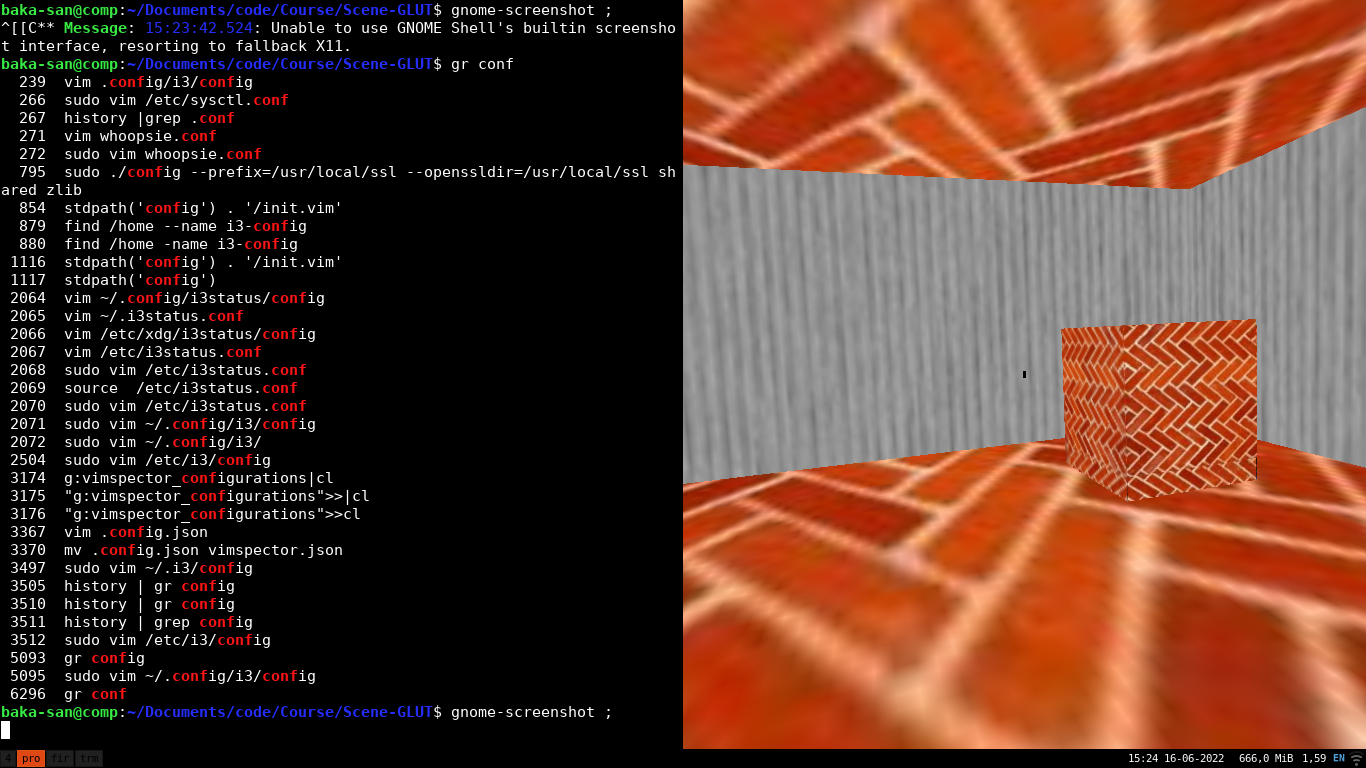 baka-san@comp:~/Documents/code/Course/Scene-GLUT$ gnome-screenshot ;
^[[C** Message: 15:23:42.524: Unable to use GNOME Shell's builtin screensho
t interface, resorting to fallback X11.
baka-san@comp:~/Documents/code/Course/Scene-GLUT$ gr conf
239 vim .config/i3/config
266 sudo vim /etc/sysctl.conf
267 history |grep .conf
271 vim whoopsie.conf
272 sudo vim whoopsie.conf
795 sudo ./config --prefix=/usr/local/ssl --openssldir=/usr/local/ssl sh
ared zlib
854 stdpath('config') . '/init.vim'
879 find /home --name i3-config
880 find /home -name i3-config
1116 stdpath('config') . '/init.vim'
1117 stdpath('config')
2064 vim ~/.config/i3status/config
2065 vim ~/.i3status.conf
2066 vim /etc/xdg/i3status/config
2067 vim /etc/i3status.conf
2068 sudo vim /etc/i3status.conf
2069 source  /etc/i3status.conf
2070 sudo vim /etc/i3status.conf
2071 sudo vim ~/.config/i3/config
2072 sudo vim ~/.config/i3/
2504 sudo vim /etc/i3/config
3174 g:vimspector_configurations|cl
3175 "g:vimspector_configurations">>|cl
3176 "g:vimspector_configurations">>cl
3367 vim .config.json
3370 mv .config.json vimspector.json
3497 sudo vim ~/.i3/config
3505 history | gr config
3510 history | gr config
3511 history | grep config
3512 sudo vim /etc/i3/config
5093 gr config
5095 sudo vim ~/.config/i3/config
6296 gr conf
baka-san@comp:~/Documents/code/Course/Scene-GLUT$ gnome-screenshot ;
4 pro fir trm 15:24 16-06-2022 666,0 MiB 1,59 EN